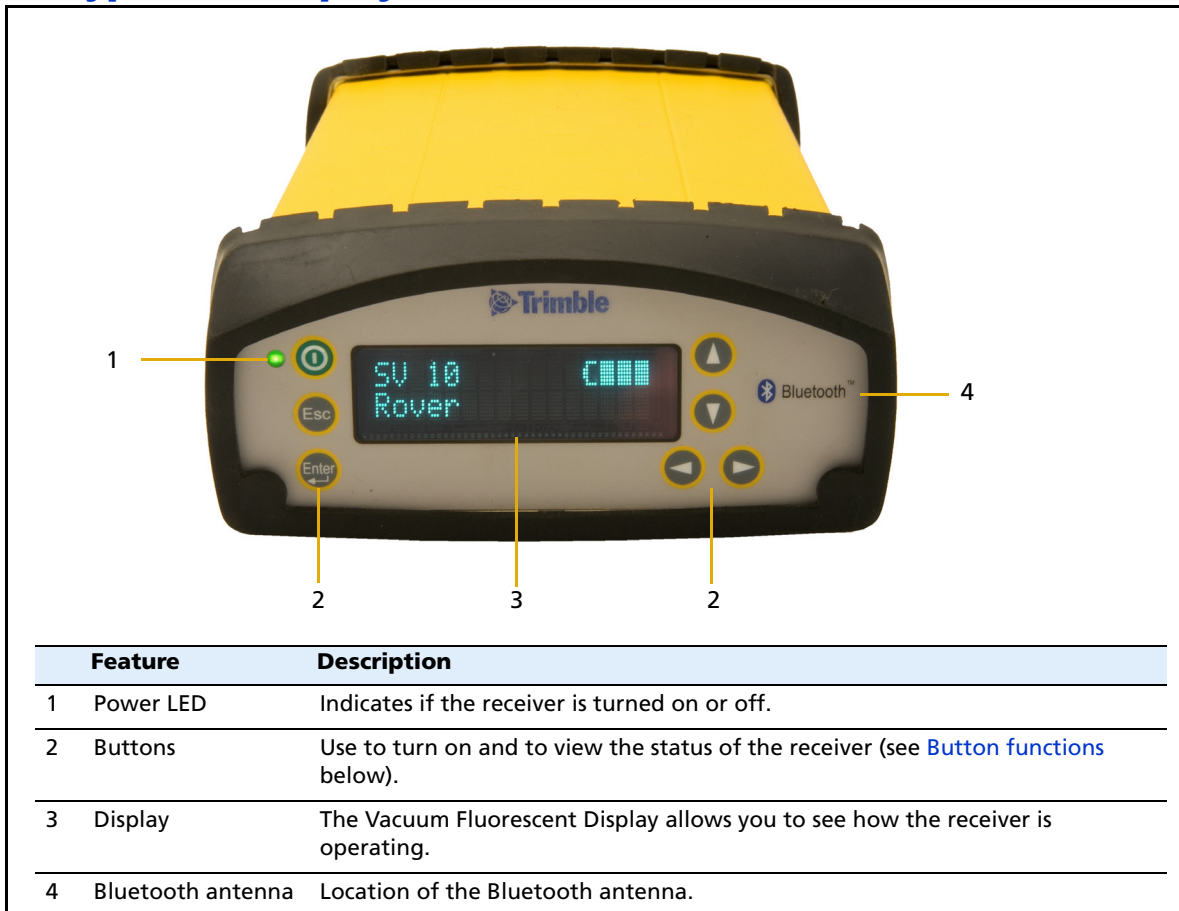 Trimble
1
SV 10
Rover
Esc
Enter
Bluetooth™
4
2
3
2
Feature Description
1 Power LED Indicates if the receiver is turned on or off.
2 Buttons Use to turn on and to view the status of the receiver (see Button functions
below).
3 Display The Vacuum Fluorescent Display allows you to see how the receiver is
operating.
4 Bluetooth antenna Location of the Bluetooth antenna.